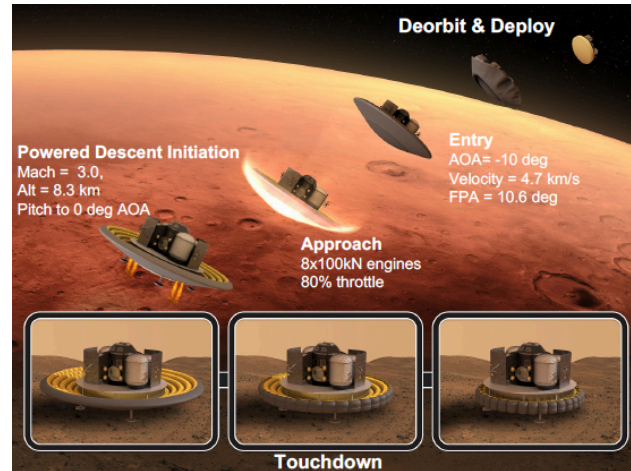 Deorbit & Deploy
Entry
AOA= -10 deg
Velocity = 4.7 km/s
FPA = 10.6 deg
Powered Descent Initiation
Mach = 3.0,
Alt = 8.3 km
Pitch to 0 deg AOA
Approach
8x100kN engines
80% throttle
Touchdown